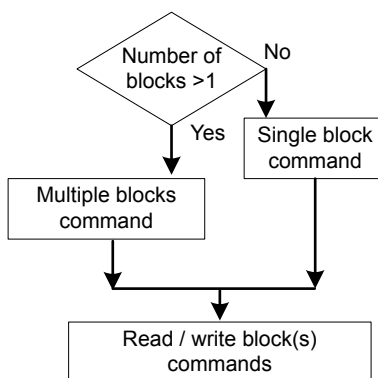 Number of
blocks >1
No
Yes
Single block
command
Multiple blocks
command
Read / write block(s)
commands